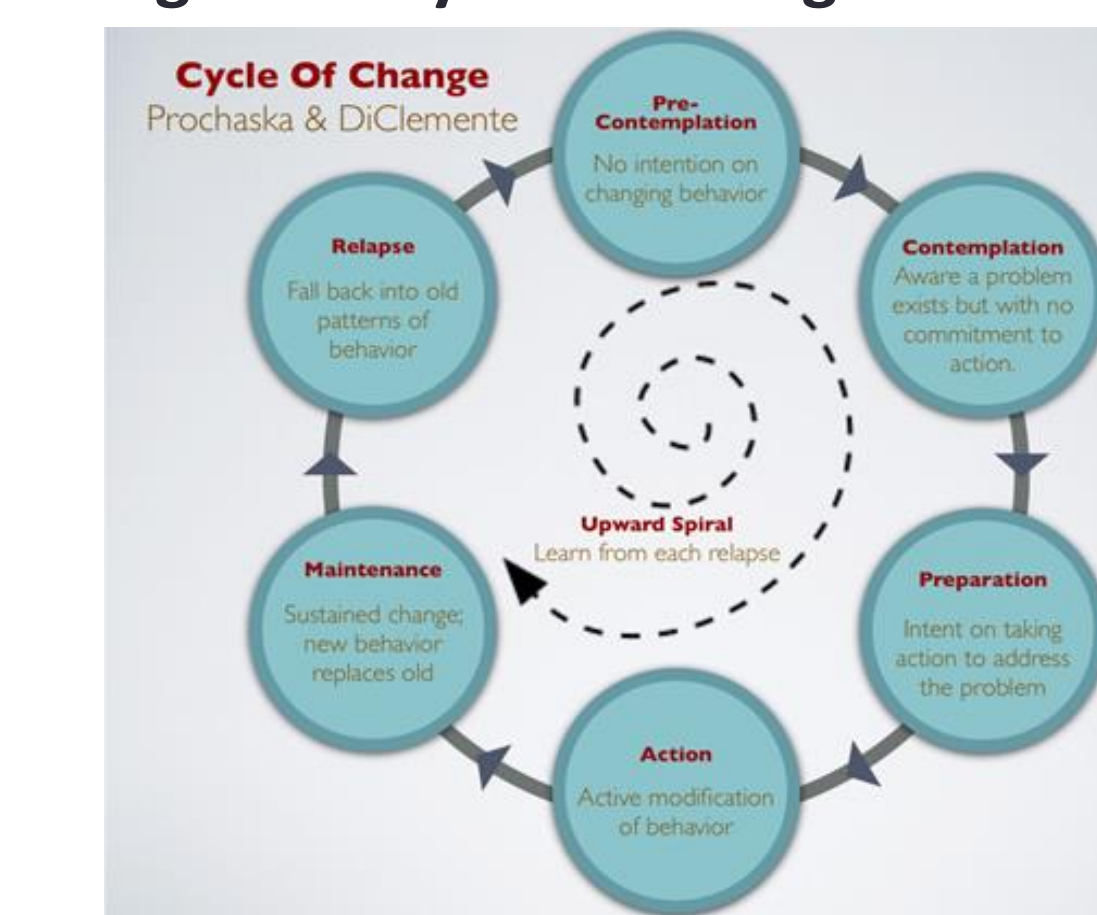 Cycle Of Change
Prochaska & DiClemente
Pre-
Contemplation
No intention on
changing behavior
Contemplation
Aware a problem
exists but with no
commitment to
action.
Preparation
Intent on taking
action to address
the problem
Action
Active modification
of behavior
Maintenance
Sustained change;
new behavior
replaces old
Relapse
Fall back into old
patterns of
behavior
Upward Spiral
Learn from each relapse